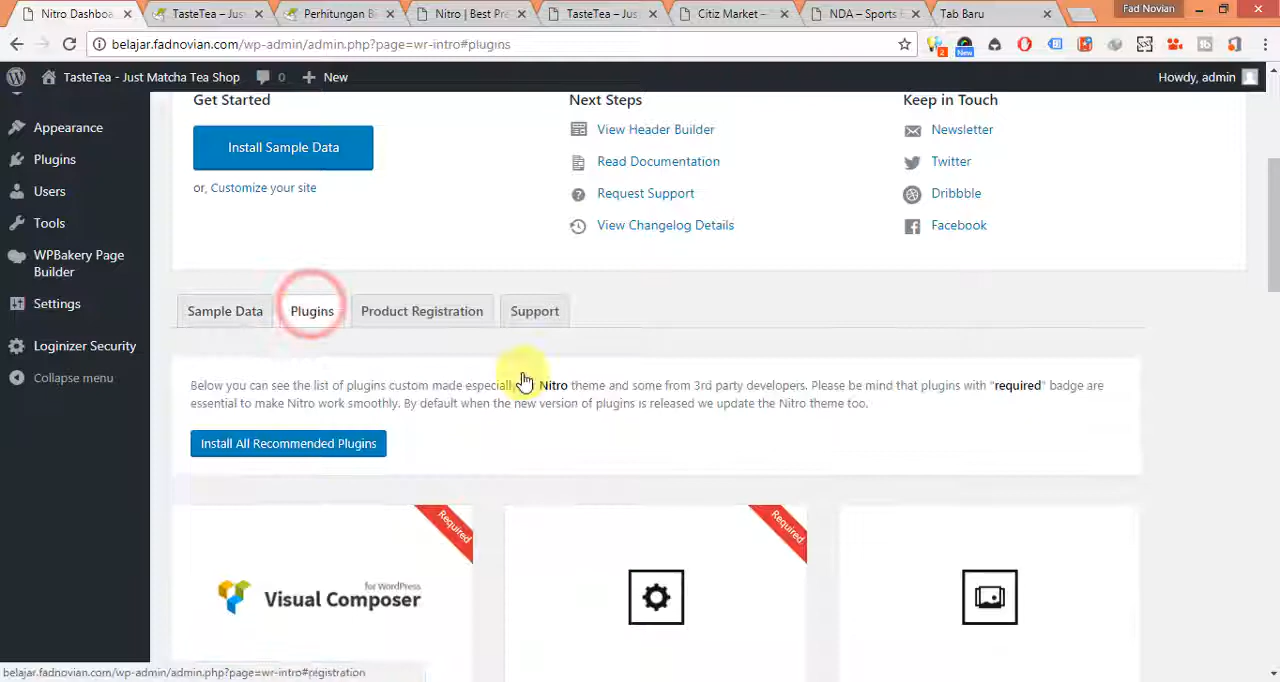 Nitro Dashboa
TasteTea – Jus
Perhitungan B
Nitro | Best Pr
TasteTea – Jus
Citiz Market –
NDA – Sports
Tab Baru
Fad Novian
belajar.fadnovian.com/wp-admin/admin.php?page=wr-intro#plugins
2
New
TasteTea - Just Matcha Tea Shop
0
New
Howdy, admin
Appearance
Plugins
Users
Tools
WPBakery Page
Builder
Settings
Loginizer Security
Collapse menu
Get Started
Install Sample Data
or, Customize your site
Next Steps
View Header Builder
Read Documentation
Request Support
View Changelog Details
Keep in Touch
Newsletter
Twitter
Dribbble
Facebook
Sample Data
Plugins
Product Registration
Support
Below you can see the list of plugins custom made especially Nitro theme and some from 3rd party developers. Please be mind that plugins with "required" badge are
essential to make Nitro work smoothly. By default when the new version of plugins is released we update the Nitro theme too.
Install All Recommended Plugins
Required
for WordPress
Visual Composer
Required
belajar.fadnovian.com/wp-admin/admin.php?page=wr-intro#registration